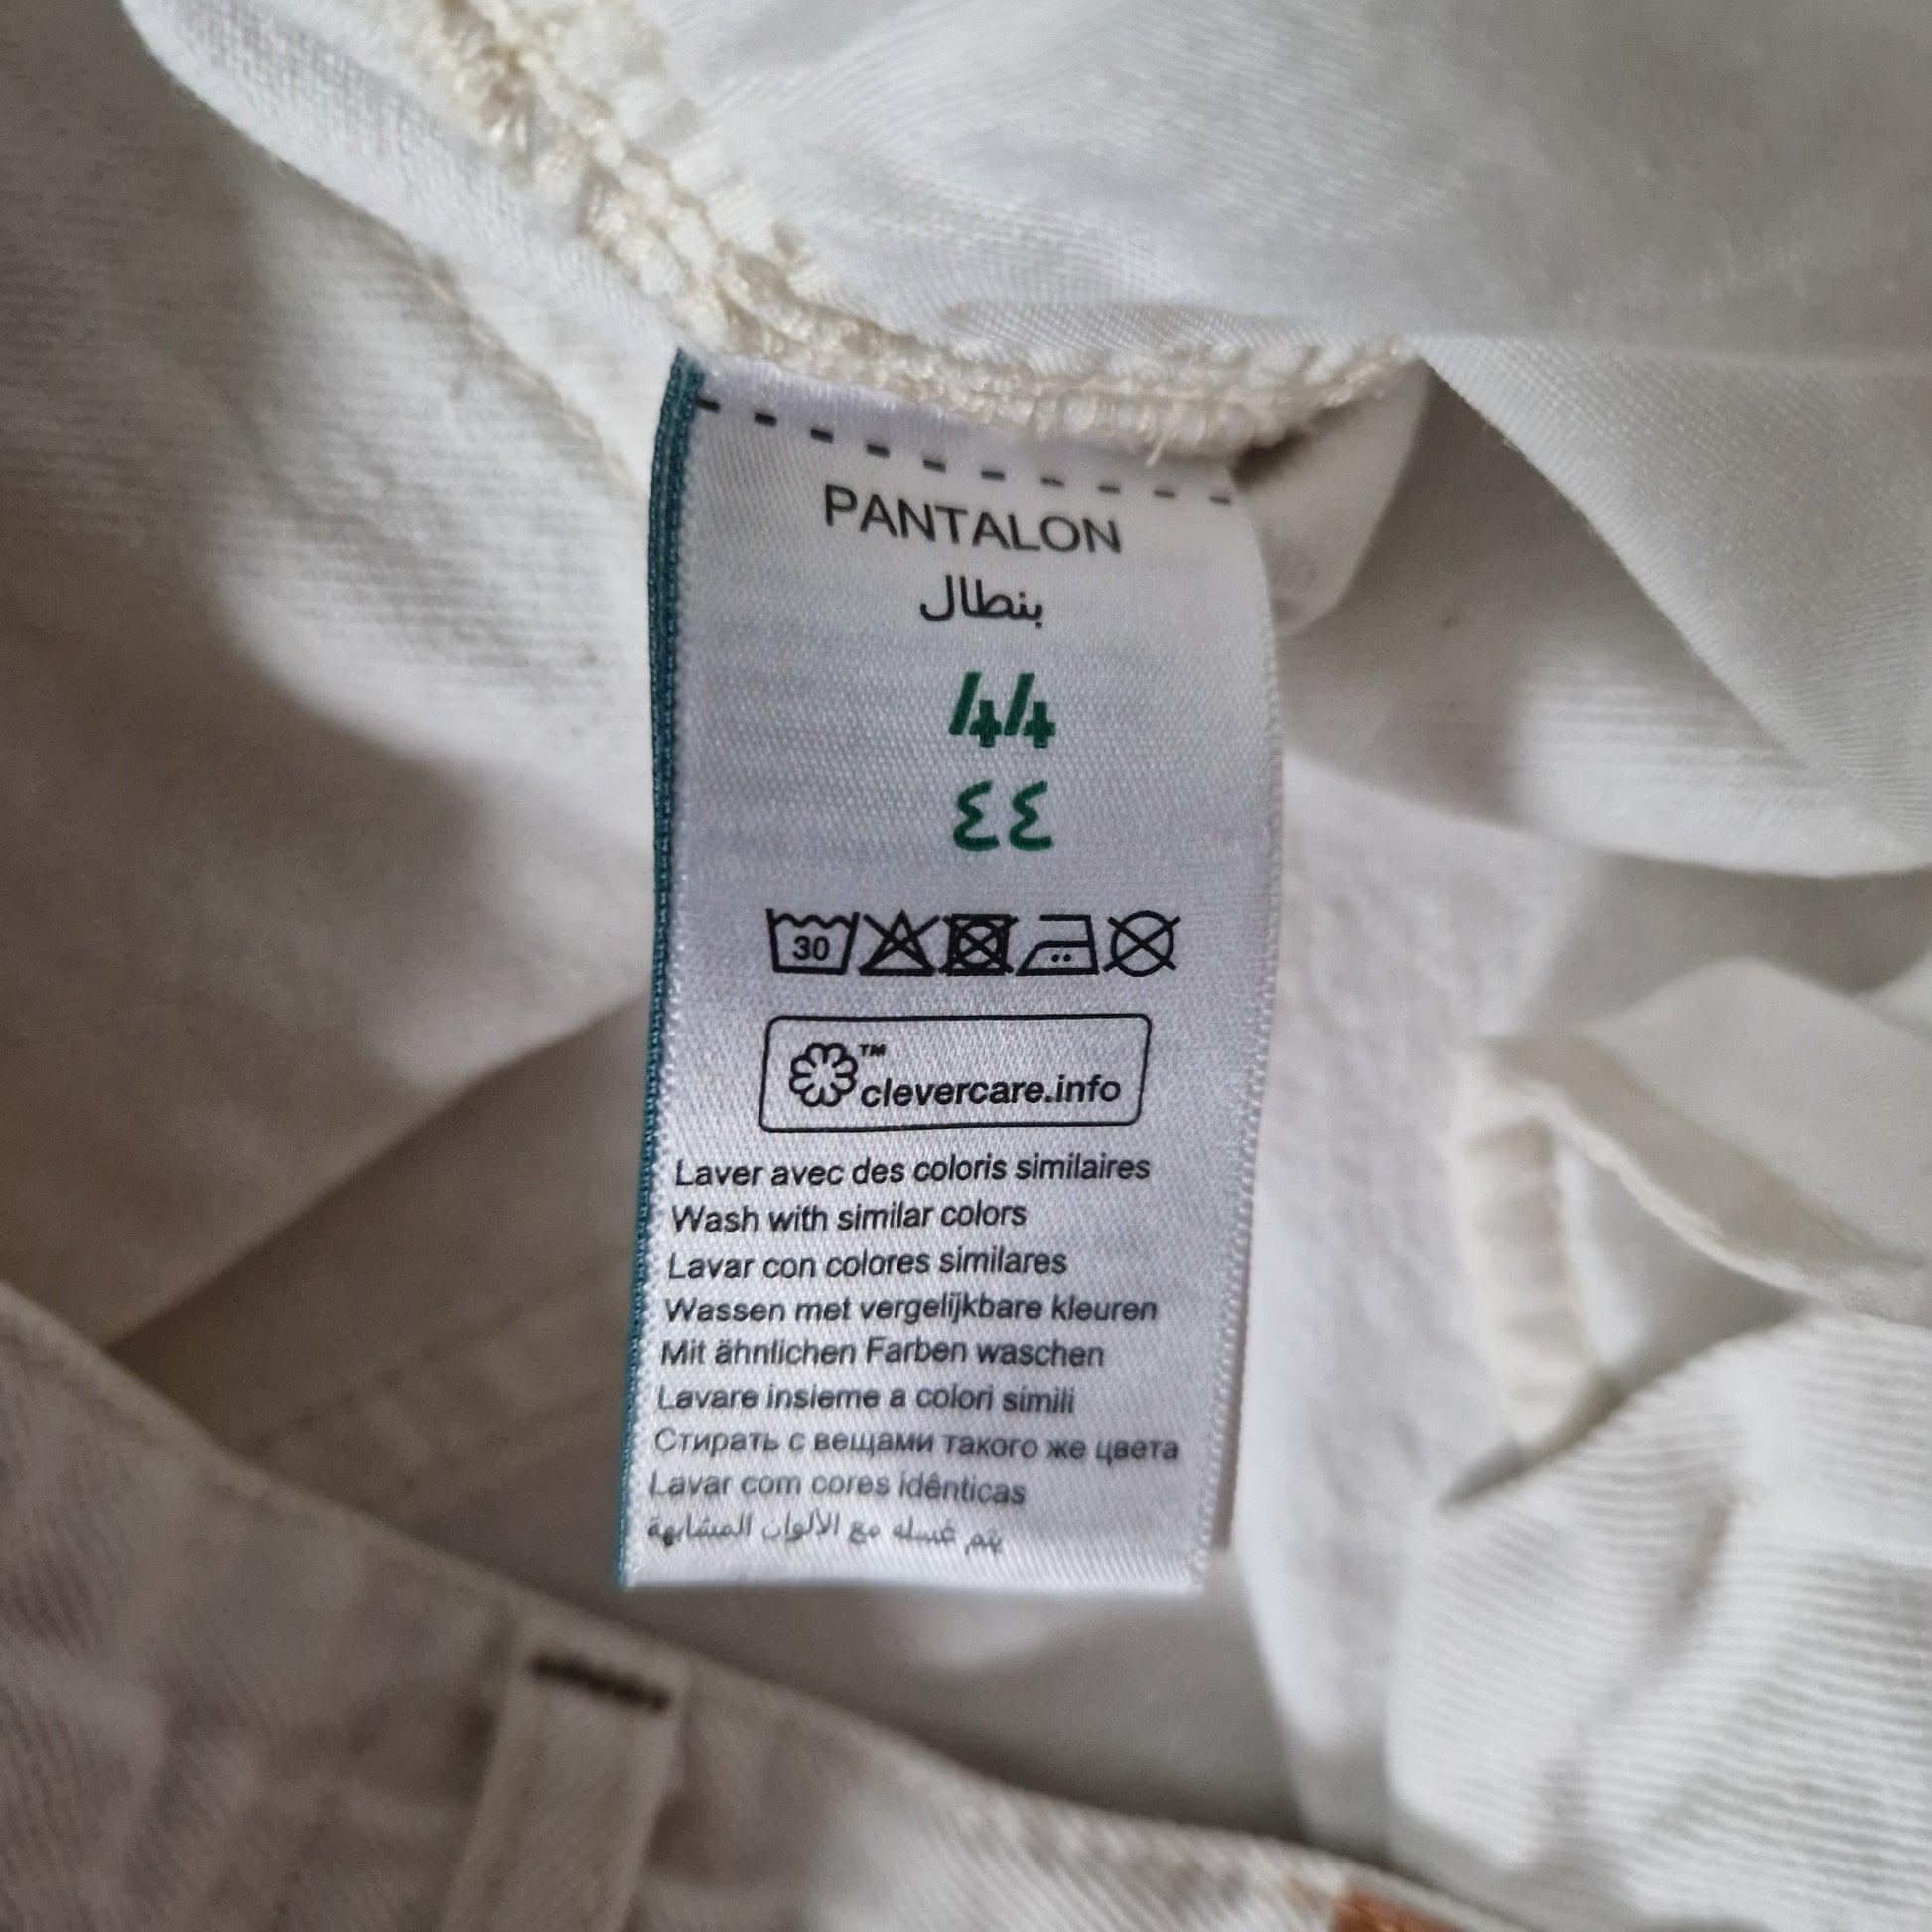 PANTALON
بنطال
44
٤٤
30
™
clevercare.info
Laver avec des coloris similaires
Wash with similar colors
Lavar con colores similares
Wassen met vergelijkbare kleuren
Mit ähnlichen Farben waschen
Lavare insieme a colori simili
Стирать с вещами такого же цвета
Lavar com cores idênticas
يتم غسله مع الألوان المشابهة